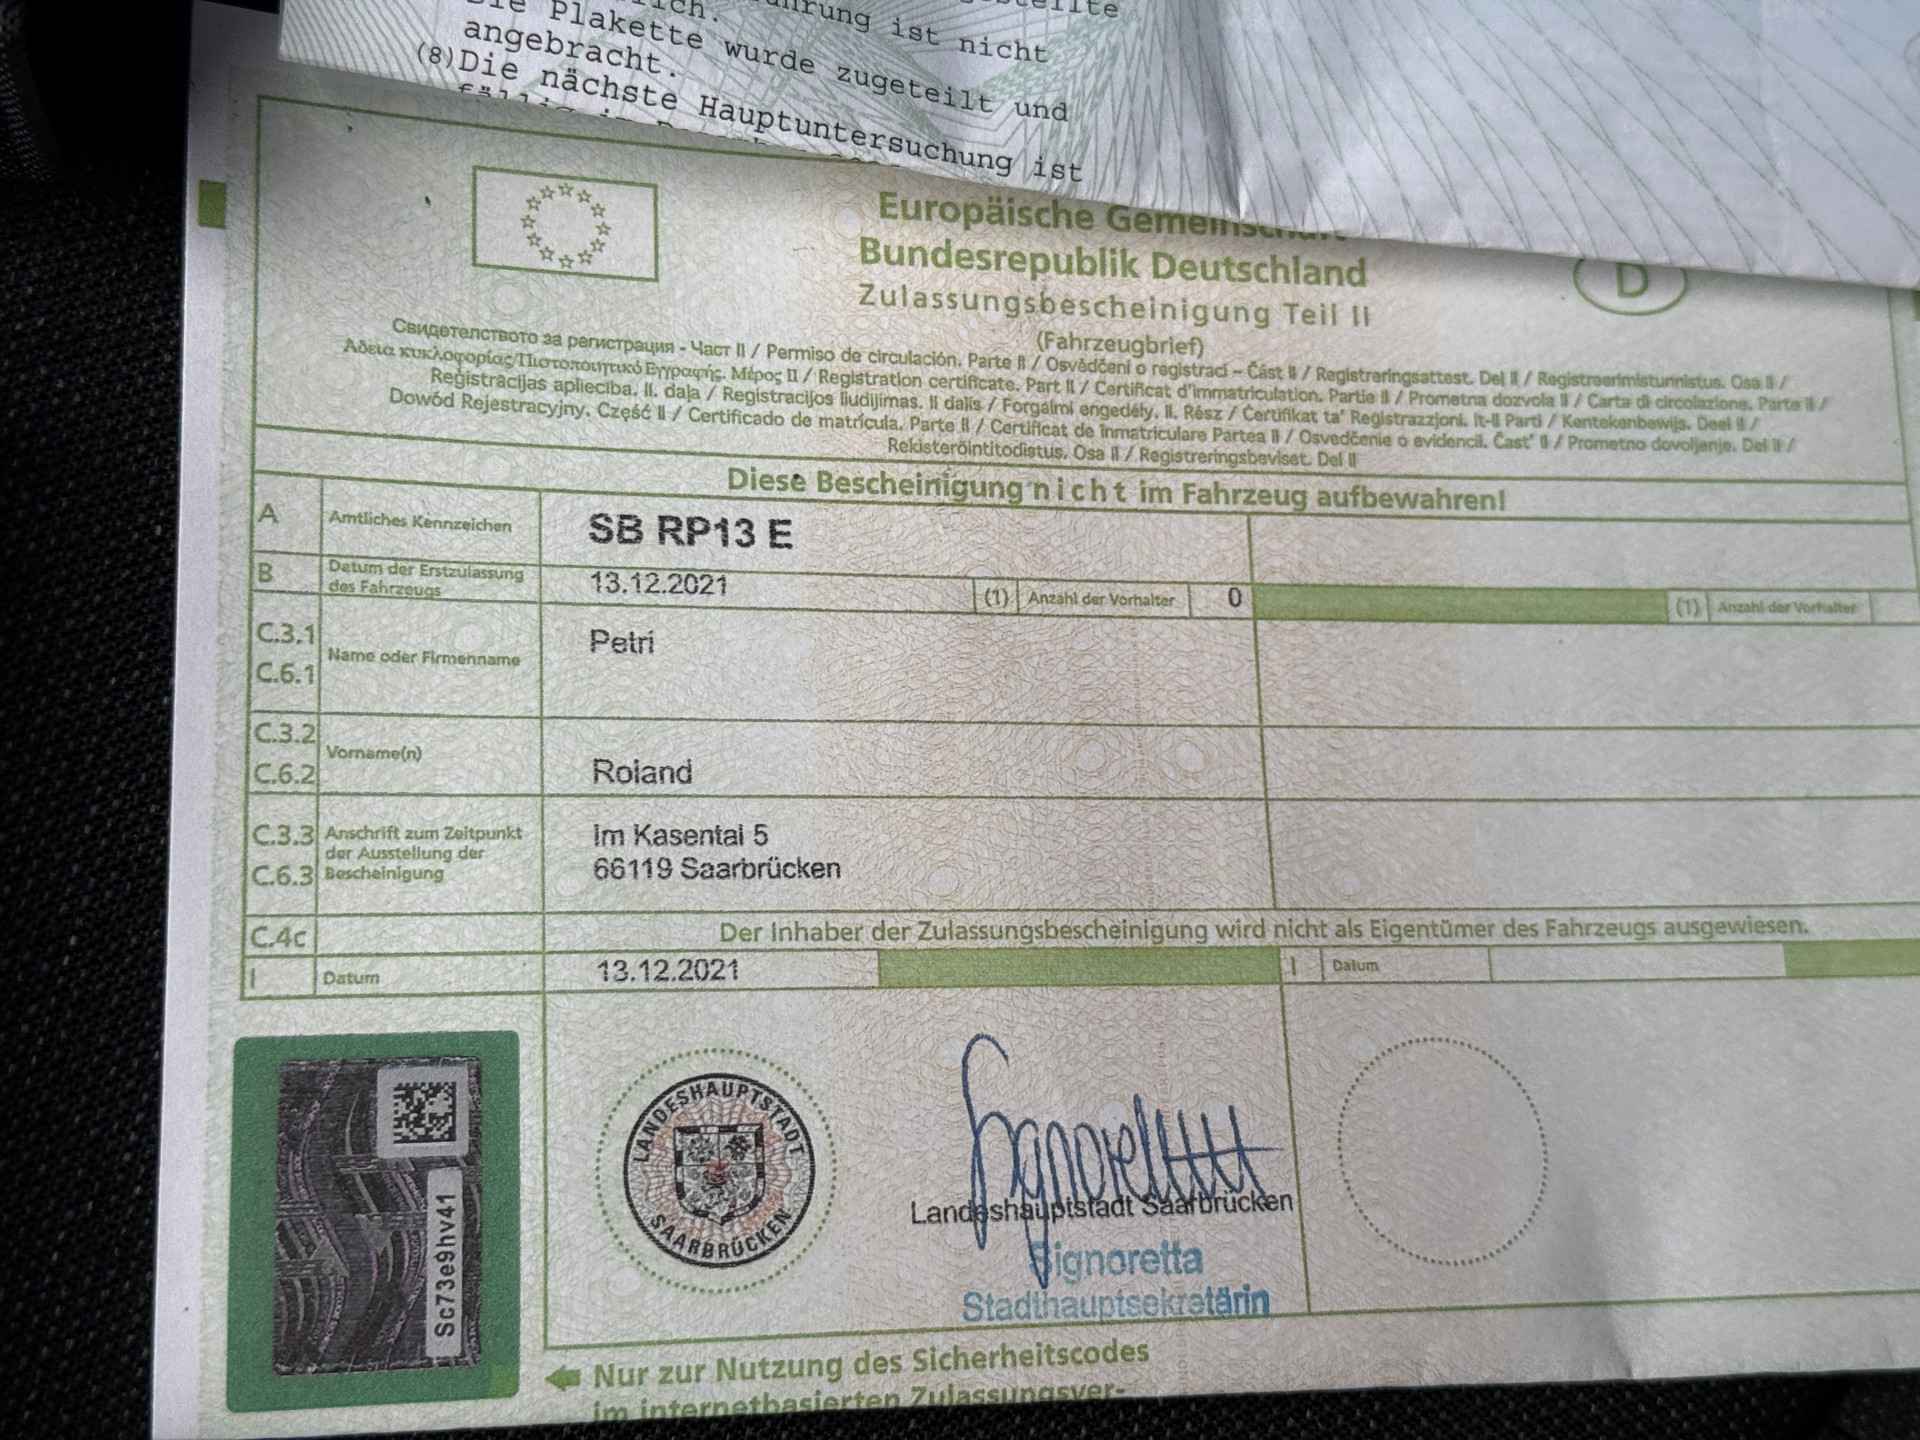 ist nicht
Die Plakette wurde zugeteilt und
angebracht.
(8)Die nächste Hauptuntersuchung ist
Europäische
Bundesrepublik Deutschland
D
Zulassungsbescheinigung Teil II
(Fahrzeugbrief)
Свидетелството за регистрация - Част II / Permiso de circulación. Parte II / Osvědčení o registraci – Část II / Registreringsattest. Del II / Registreerimistunnistus. Osa II /
Άδεια κυκλοφορίας/Πιστοποιητικό Εγγραφής. Μέρος II / Registration certificate. Part II / Certificat d'immatriculation. Partie II / Prometna dozvola II / Carta di circolazione. Parte II /
Reģistrācijas apliecība. II. daļa / Registracijos liudijimas. II dalis / Forgalmi engedély. II. Rész / Ċertifikat ta' Reġistrazzjoni. It-II Parti / Kentekenbewijs. Deel II /
Dowód Rejestracyjny. Część II / Certificado de matrícula. Parte II / Certificat de înmatriculare Partea II / Osvedčenie o evidencii. Časť II / Prometno dovoljenje. Del II /
Rekisteröintitodistus. Osa II / Registreringsbeviset. Del II
Diese Bescheinigung nicht im Fahrzeug aufbewahren!
A Amtliches Kennzeichen SB RP13 E
B Datum der Erstzulassung des Fahrzeugs 13.12.2021 (1) Anzahl der Vorhalter 0 (1) Anzahl der Vorhalter
C.3.1
C.6.1
Name oder Firmenname
Petri
C.3.2
C.6.2
Vorname(n)
Roland
C.3.3
C.6.3
Anschrift zum Zeitpunkt
der Ausstellung der
Bescheinigung
Im Kasental 5
66119 Saarbrücken
C.4c Der Inhaber der Zulassungsbescheinigung wird nicht als Eigentümer des Fahrzeugs ausgewiesen.
I Datum 13.12.2021 I Datum
LANDESHAUPTSTADT
SAARBRÜCKEN
Sc73e9hv41
Landeshauptstadt Saarbrücken
Signoretta
Stadthauptsekretärin
Nur zur Nutzung des Sicherheitscodes
im internetbasierten Zulassungsver-